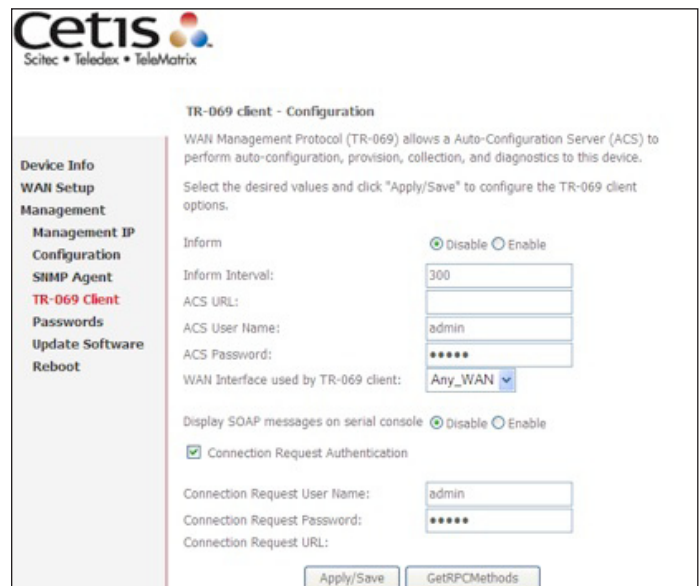 Cetis
Scitec • Teledex • TeleMatrix
TR-069 client - Configuration
WAN Management Protocol (TR-069) allows a Auto-Configuration Server (ACS) to
perform auto-configuration, provision, collection, and diagnostics to this device.
Select the desired values and click "Apply/Save" to configure the TR-069 client
options.
Device Info
WAN Setup
Management
Management IP
Configuration
SNMP Agent
TR-069 Client
Passwords
Update Software
Reboot
Inform Disable Enable
Inform Interval: 300
ACS URL:
ACS User Name: admin
ACS Password: •••••
WAN Interface used by TR-069 client: Any_WAN
Display SOAP messages on serial console Disable Enable
Connection Request Authentication
Connection Request User Name: admin
Connection Request Password: •••••
Connection Request URL:
Apply/Save GetRPCMethods